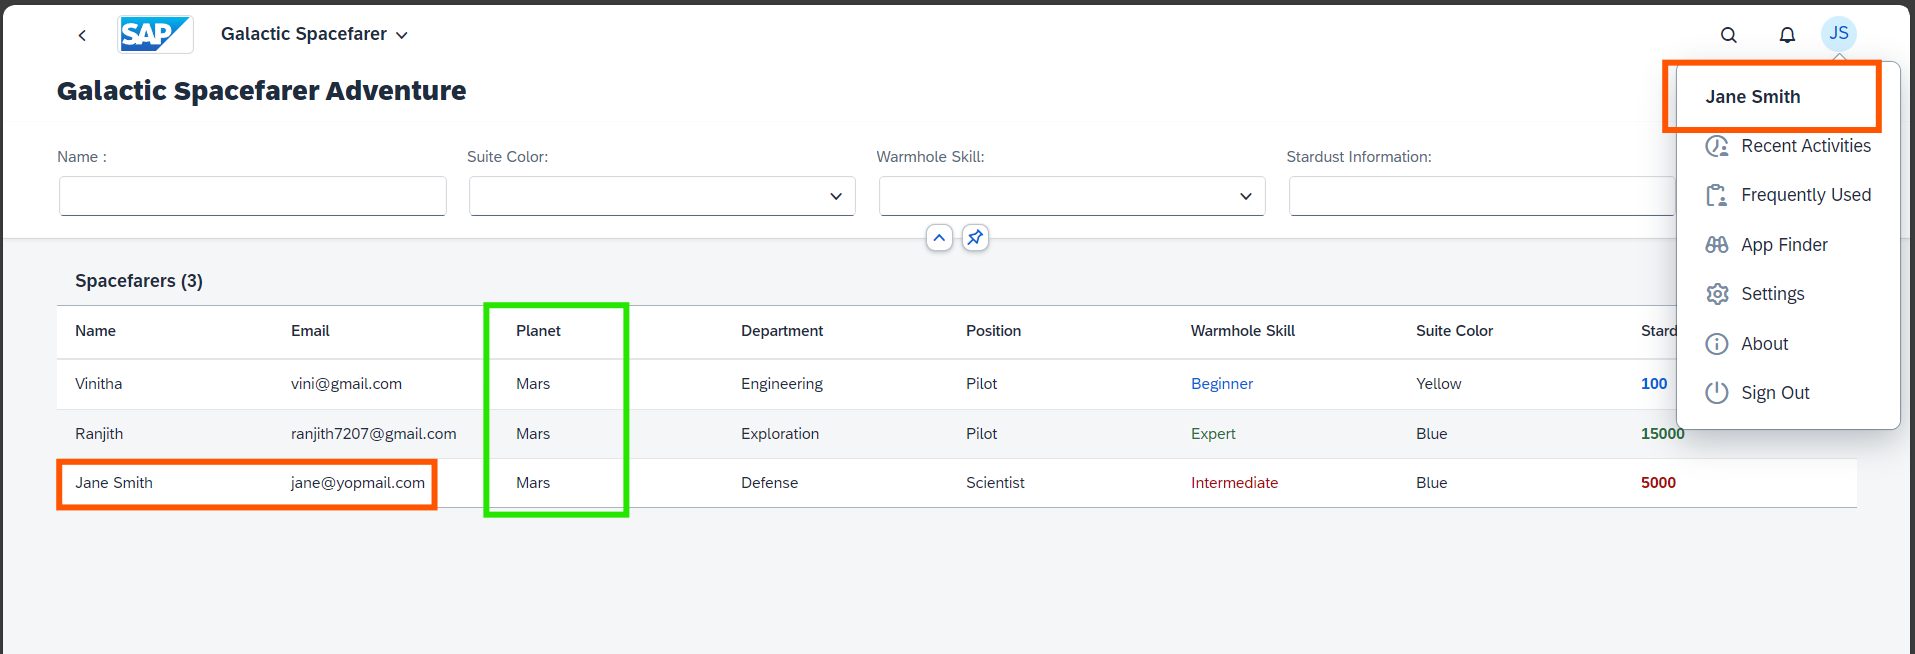 SAP Galactic Spacefarer JS
Galactic Spacefarer Adventure
Jane Smith
Name : Suite Color: Warmhole Skill: Stardust Information:
Recent Activities
Frequently Used
App Finder
Settings
About
Sign Out
Spacefarers (3)
Name Email Planet Department Position Warmhole Skill Suite Color Stard
Vinitha vini@gmail.com Mars Engineering Pilot Beginner Yellow 100
Ranjith ranjith7207@gmail.com Mars Exploration Pilot Expert Blue 15000
Jane Smith jane@yopmail.com Mars Defense Scientist Intermediate Blue 5000